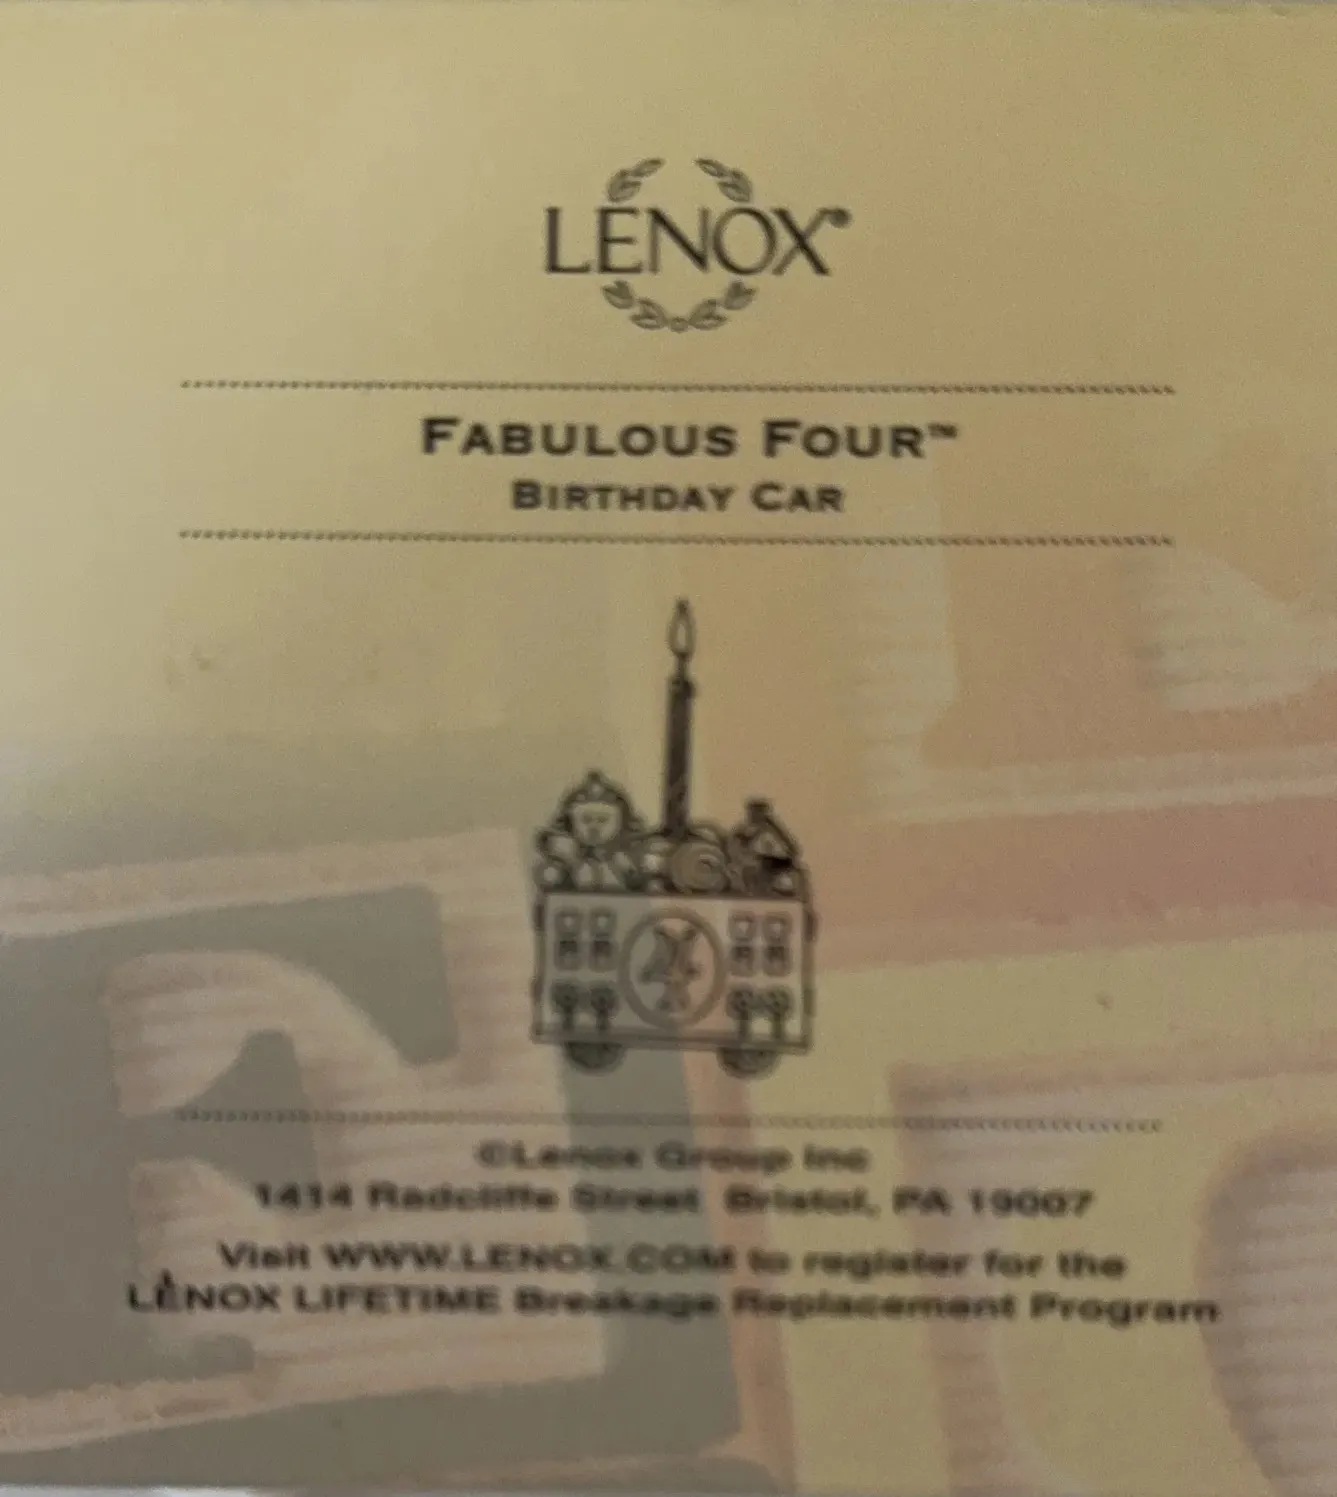 LENOX®
FABULOUS FOUR™
BIRTHDAY CAR
4
©Lenox Group Inc
1414 Radcliffe Street Bristol, PA 19007
Visit WWW.LENOX.COM to register for the
LENOX LIFETIME Breakage Replacement Program